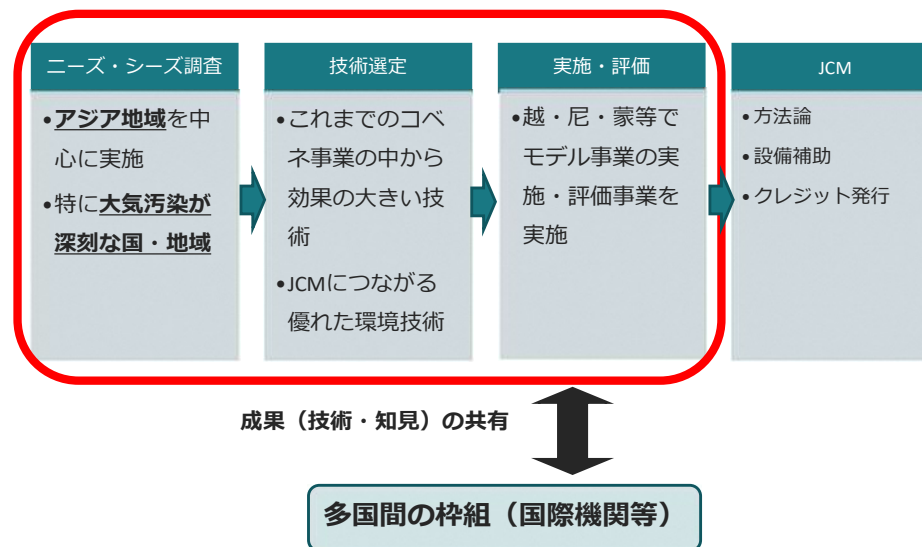 ニーズ・シーズ調査
•アジア地域を中
心に実施
•特に大気汚染が
深刻な国・地域
技術選定
•これまでのコベ
ネ事業の中から
効果の大きい技
術
•JCMにつながる
優れた環境技術
実施・評価
•越・尼・蒙等で
モデル事業の実
施・評価事業を
実施
JCM
•方法論
•設備補助
•クレジット発行
成果（技術・知見）の共有
多国間の枠組（国際機関等）